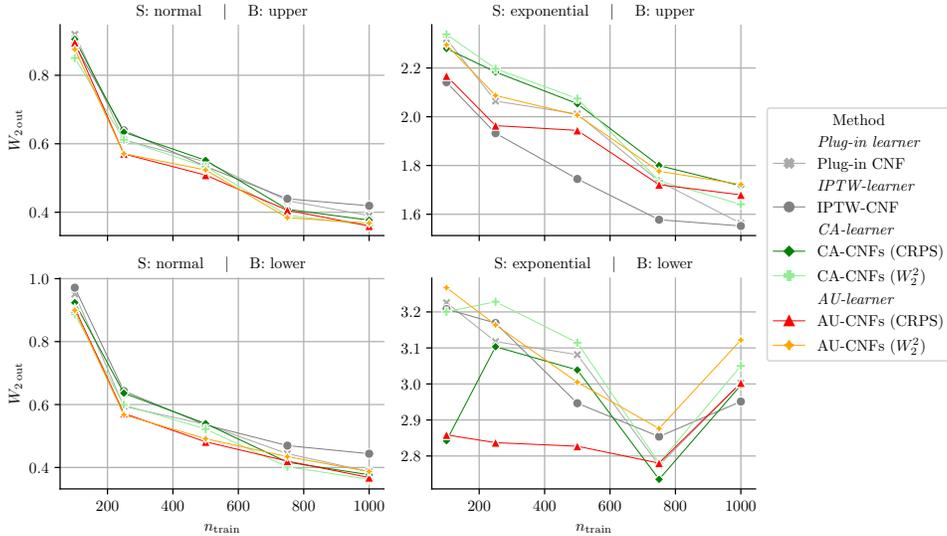 S: normal | B: upper
S: exponential | B: upper
W₂ out
0.8
0.6
0.4
2.2
2.0
1.8
1.6
Method
Plug-in learner
Plug-in CNF
IPTW-learner
IPTW-CNF
CA-learner
CA-CNFs (CRPS)
CA-CNFs (W₂²)
AU-learner
AU-CNFs (CRPS)
AU-CNFs (W₂²)
S: normal | B: lower
S: exponential | B: lower
W₂ out
1.0
0.8
0.6
0.4
3.2
3.1
3.0
2.9
2.8
200 400 600 800 1000
200 400 600 800 1000
n_train
n_train